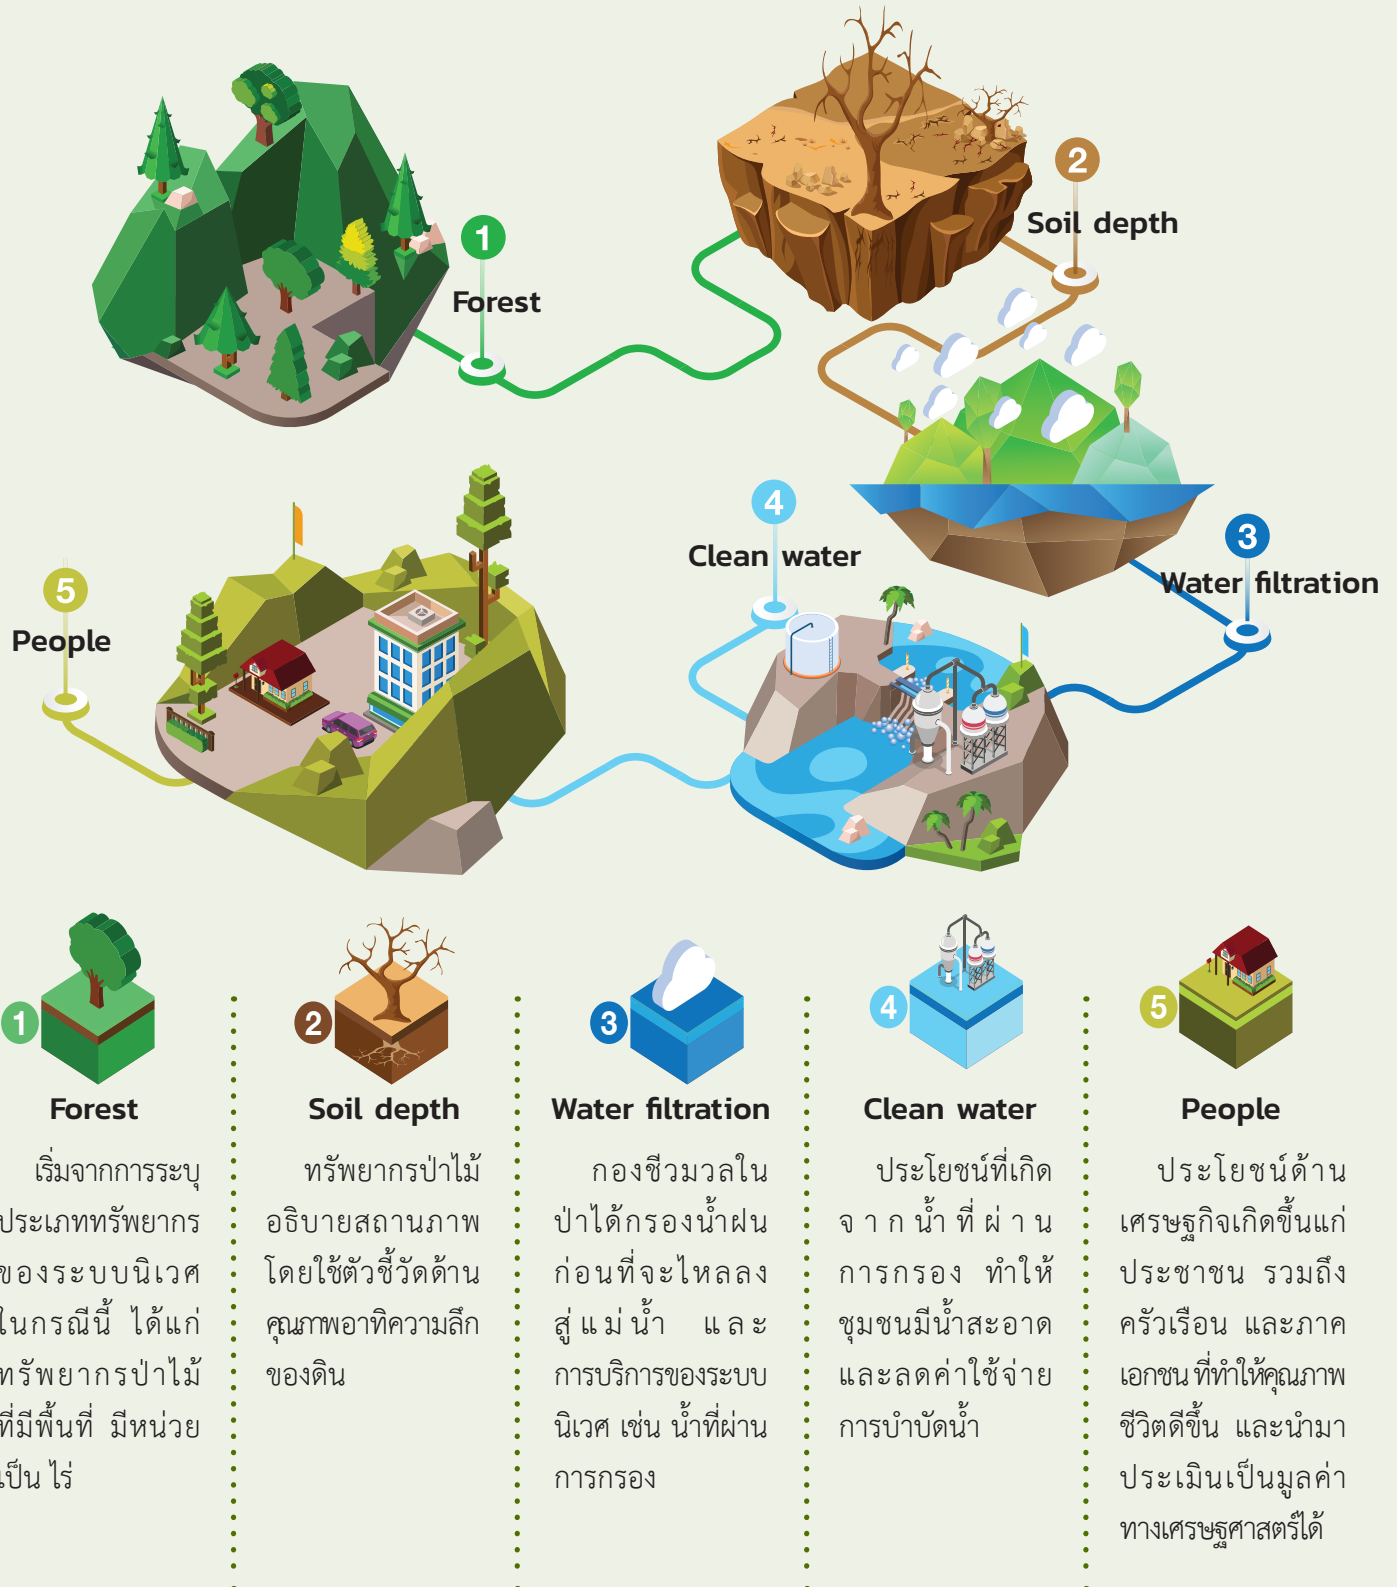 1
Forest
2
Soil depth
3
Water filtration
4
Clean water
5
People
1
Forest
เริ่มจากการระบุ
ประเภททรัพยากร
ของระบบนิเวศ
ในกรณีนี้ ได้แก่
ทรัพยากรป่าไม้
ที่มีพื้นที่ มีหน่วย
เป็น ไร่
2
Soil depth
ทรัพยากรป่าไม้
อธิบายสถานภาพ
โดยใช้ตัวชี้วัดด้าน
คุณภาพอาทิความลึก
ของดิน
3
Water filtration
กองชีวมวลใน
ป่าได้กรองน้ำฝน
ก่อนที่จะไหลลง
สู่แม่น้ำ และ
การบริการของระบบ
นิเวศ เช่น น้ำที่ผ่าน
การกรอง
4
Clean water
ประโยชน์ที่เกิด
จากน้ำที่ผ่าน
การกรอง ทำให้
ชุมชนมีน้ำสะอาด
และลดค่าใช้จ่าย
การบำบัดน้ำ
5
People
ประโยชน์ด้าน
เศรษฐกิจเกิดขึ้นแก่
ประชาชน รวมถึง
ครัวเรือน และภาค
เอกชน ที่ทำให้คุณภาพ
ชีวิตดีขึ้น และนำมา
ประเมินเป็นมูลค่า
ทางเศรษฐศาสตร์ได้